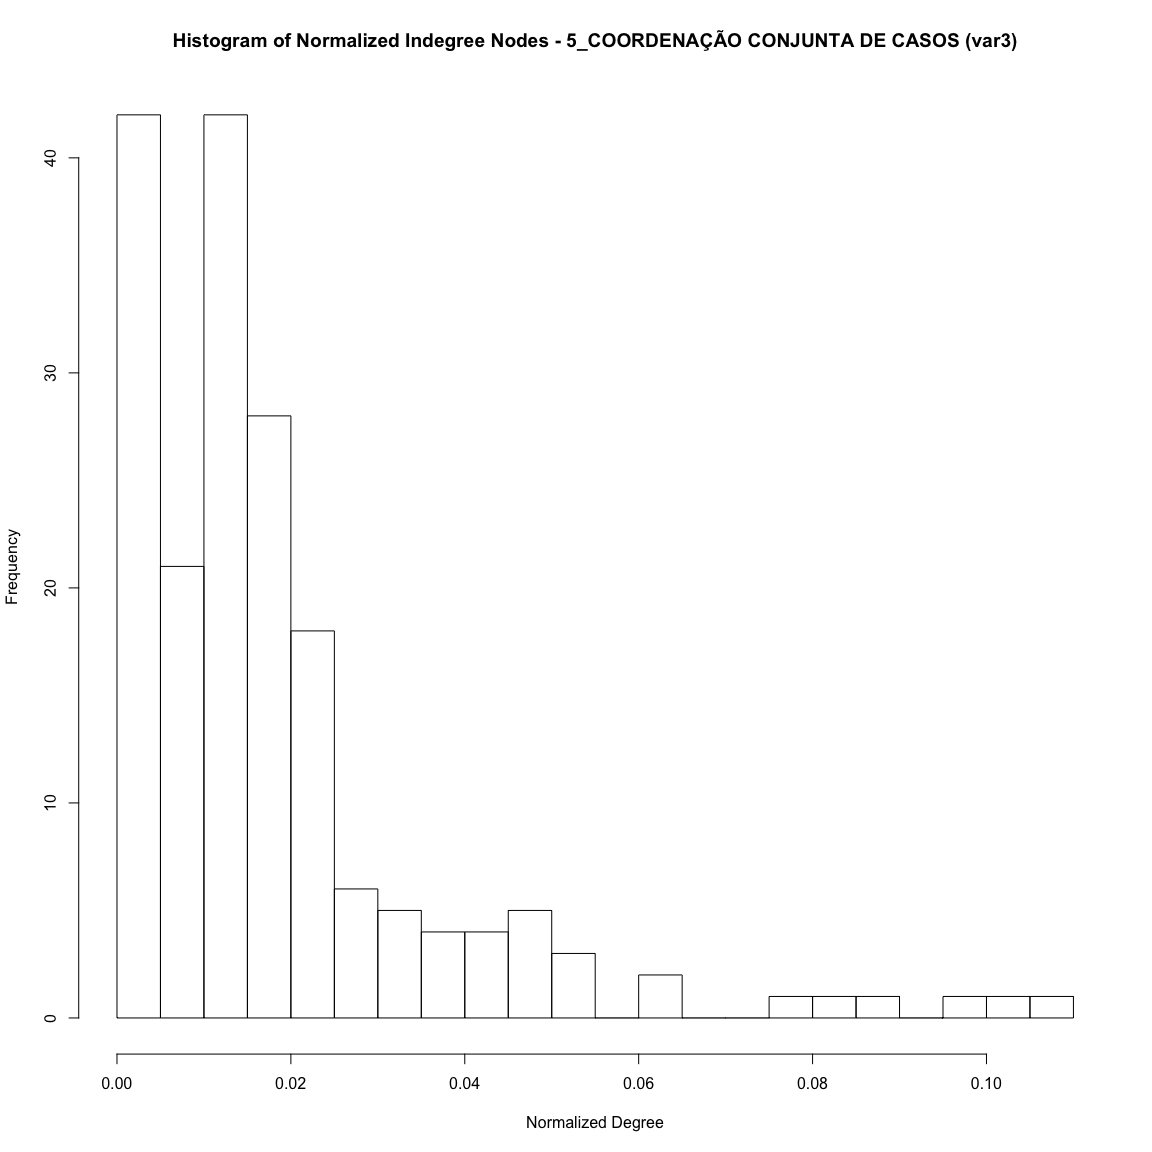 Histogram of Normalized Indegree Nodes - 5_COORDENAÇÃO CONJUNTA DE CASOS (var3)
Frequency
40
30
20
10
0
0.00 0.02 0.04 0.06 0.08 0.10
Normalized Degree